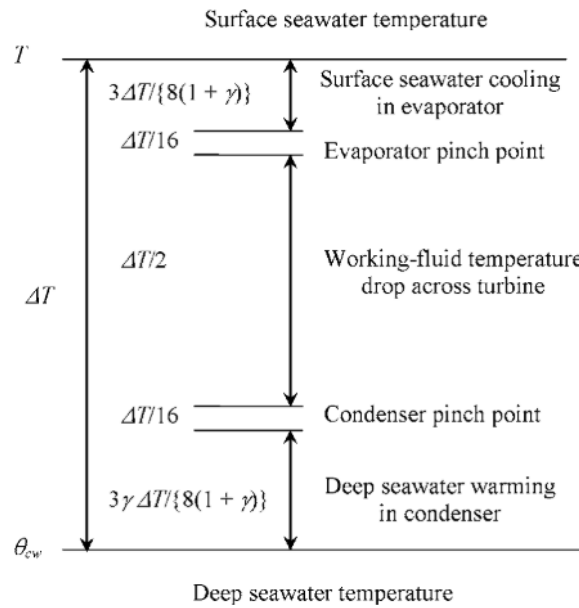 Surface seawater temperature
T
3ΔT/{8(1 + γ)}
Surface seawater cooling
in evaporator
ΔT/16
Evaporator pinch point
ΔT/2
Working-fluid temperature
drop across turbine
ΔT
ΔT/16
Condenser pinch point
3γ ΔT/{8(1 + γ)}
Deep seawater warming
in condenser
θcw
Deep seawater temperature